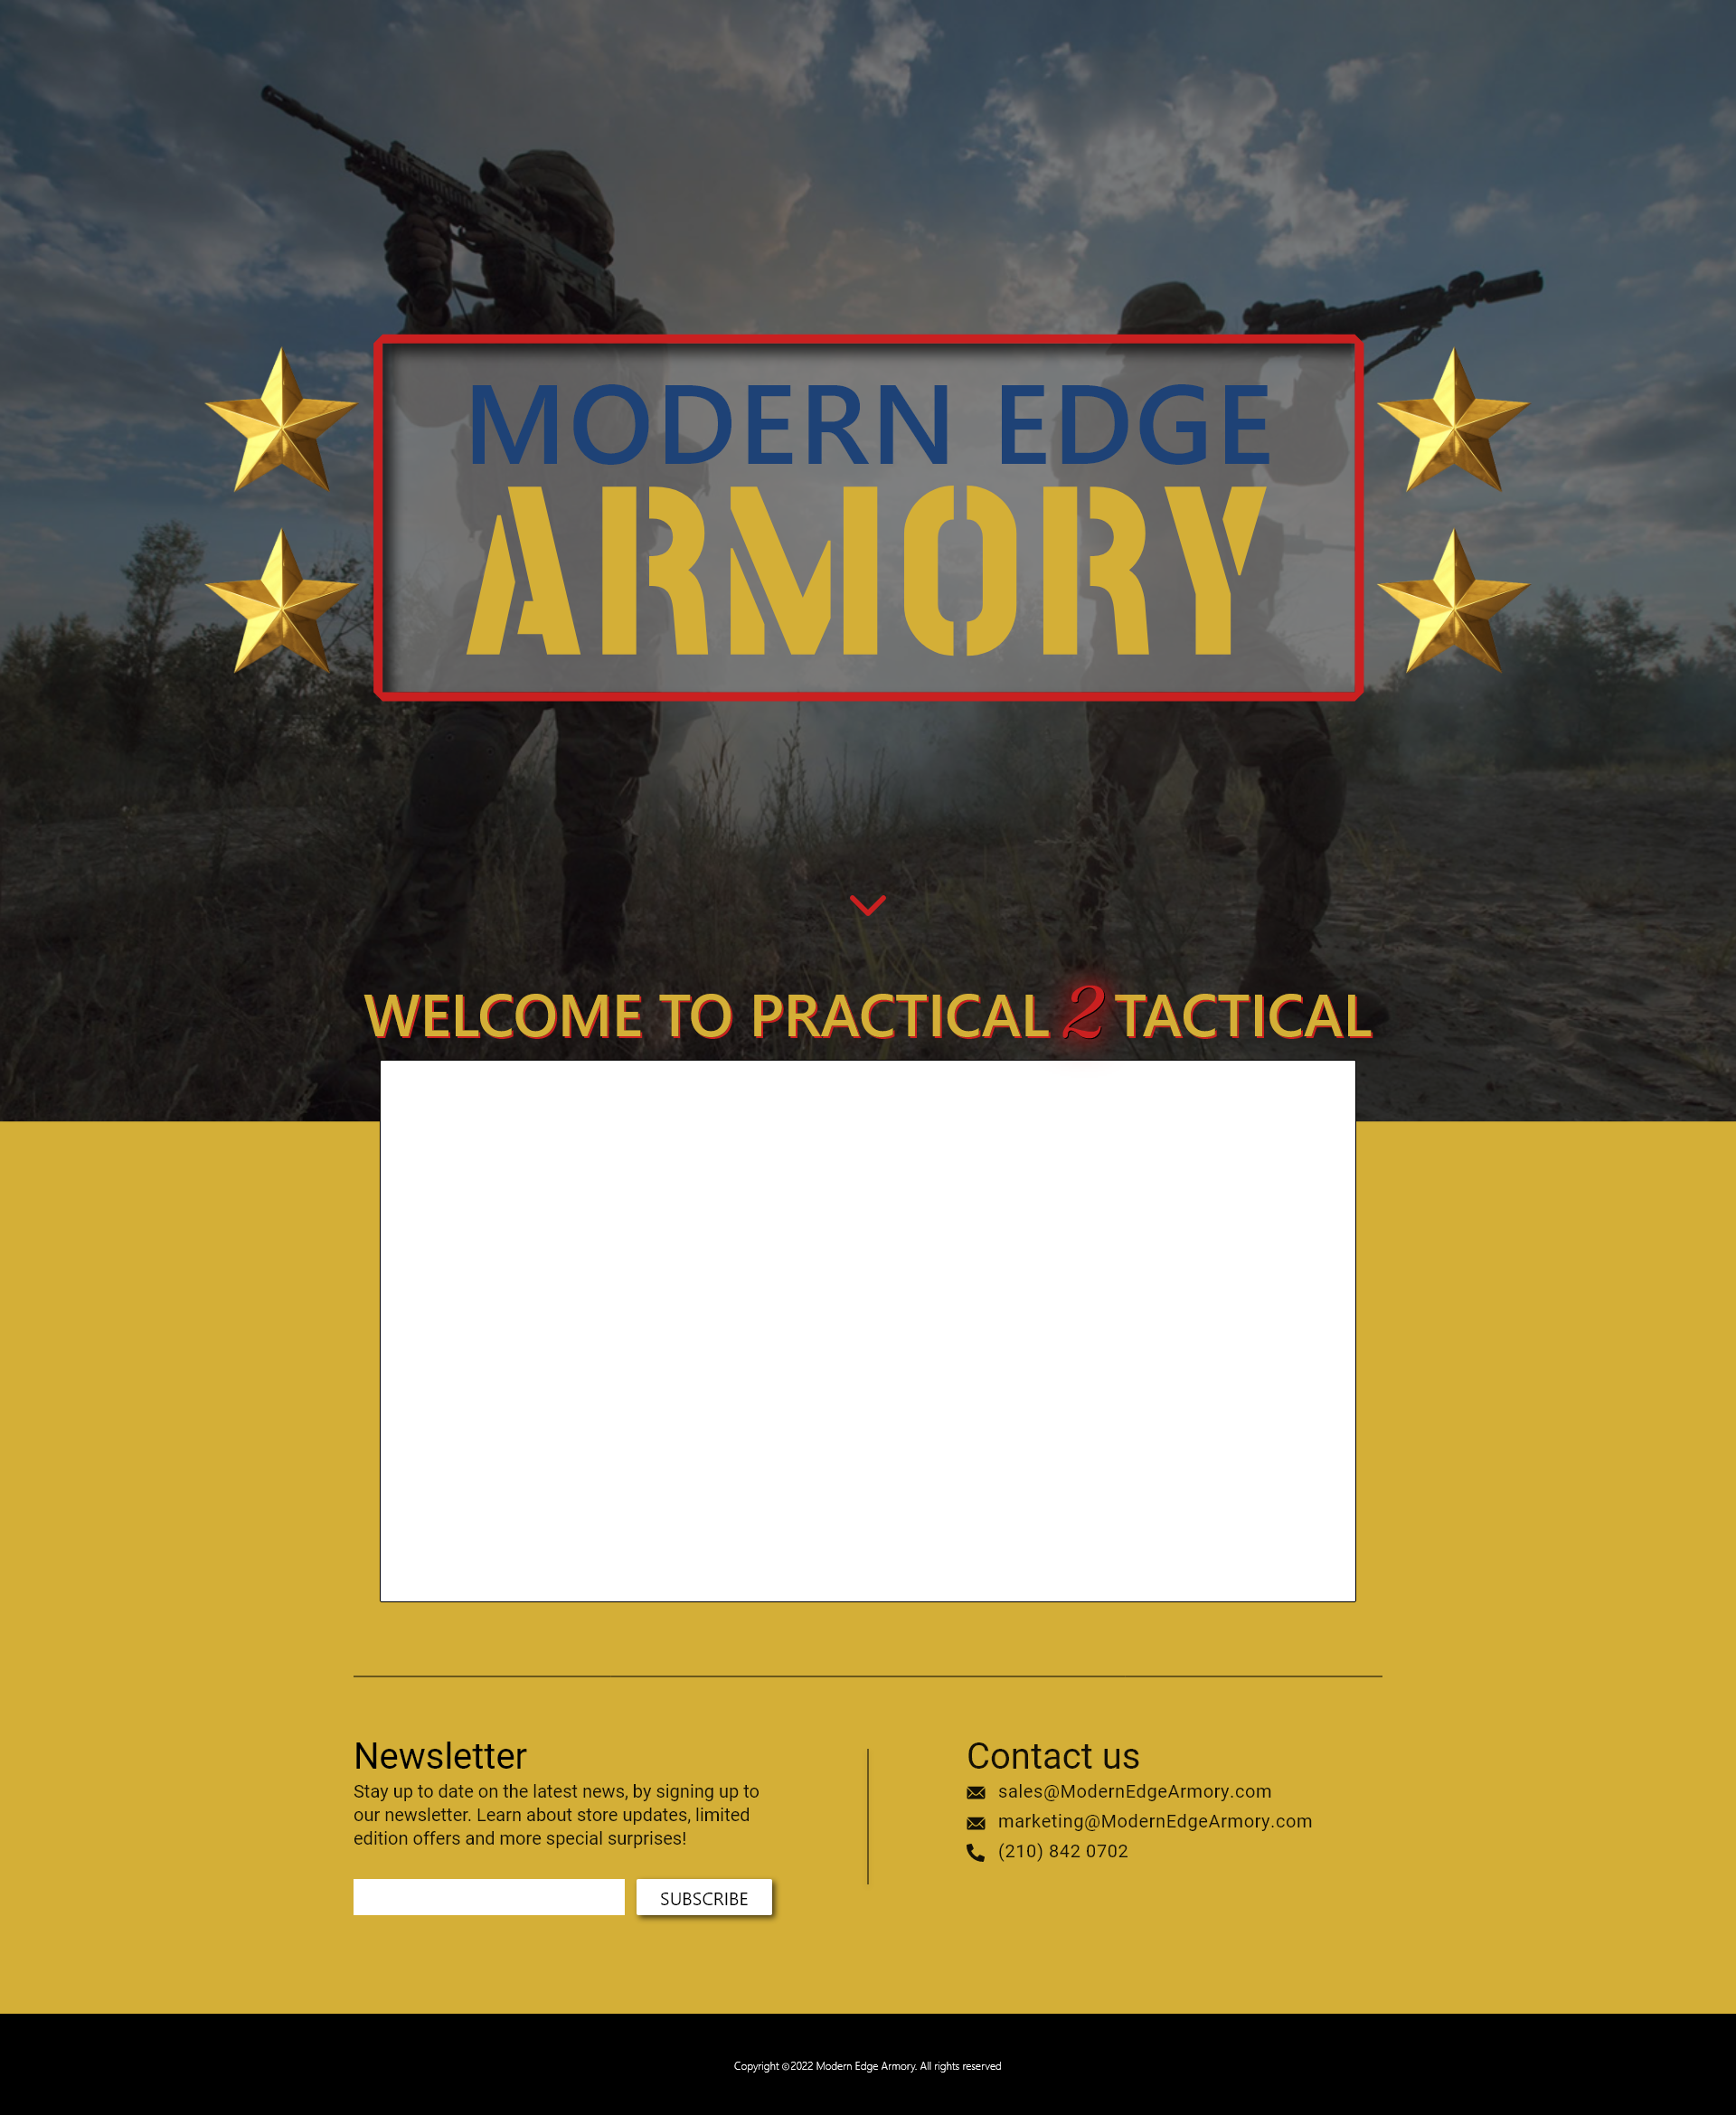 MODERN EDGE
ARMORY
WELCOME TO PRACTICAL 2 TACTICAL
Newsletter
Stay up to date on the latest news, by signing up to
our newsletter. Learn about store updates, limited
edition offers and more special surprises!
SUBSCRIBE
Contact us
sales@ModernEdgeArmory.com
marketing@ModernEdgeArmory.com
(210) 842 0702
Copyright ©2022 Modern Edge Armory. All rights reserved